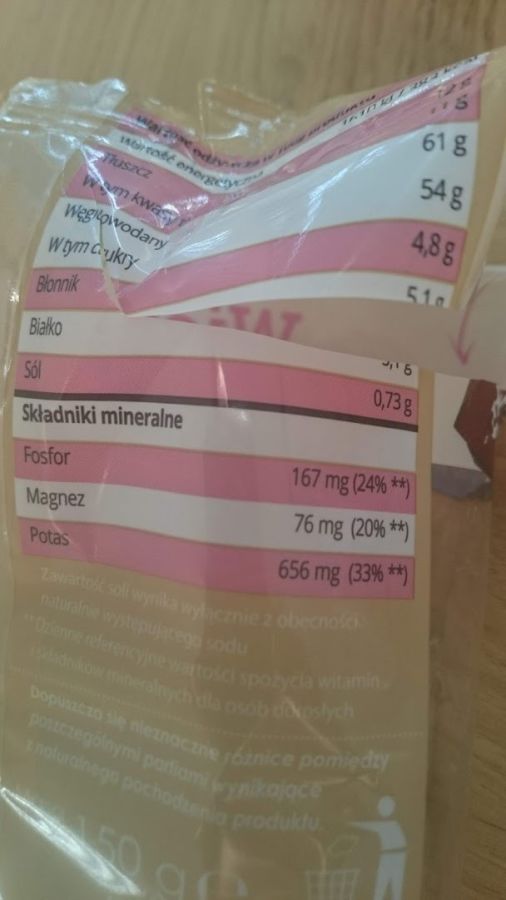 Wartość energetyczna
Tłuszcz
W tym kwasy
Węglowodany 61 g
W tym cukry 54 g
Błonnik 4,8 g
Białko
Sól 0,73 g
Składniki mineralne
Fosfor 167 mg (24% **)
Magnez 76 mg (20% **)
Potas 656 mg (33% **)
Zawartość soli wynika wyłącznie z obecności
naturalnie występującego sodu
**Dzienne referencyjne wartości spożycia witamin
i składników mineralnych dla osób dorosłych
Dopuszcza się nieznaczne różnice pomiędzy
poszczególnymi partiami wynikające
z naturalnego pochodzenia produktu.
150 g